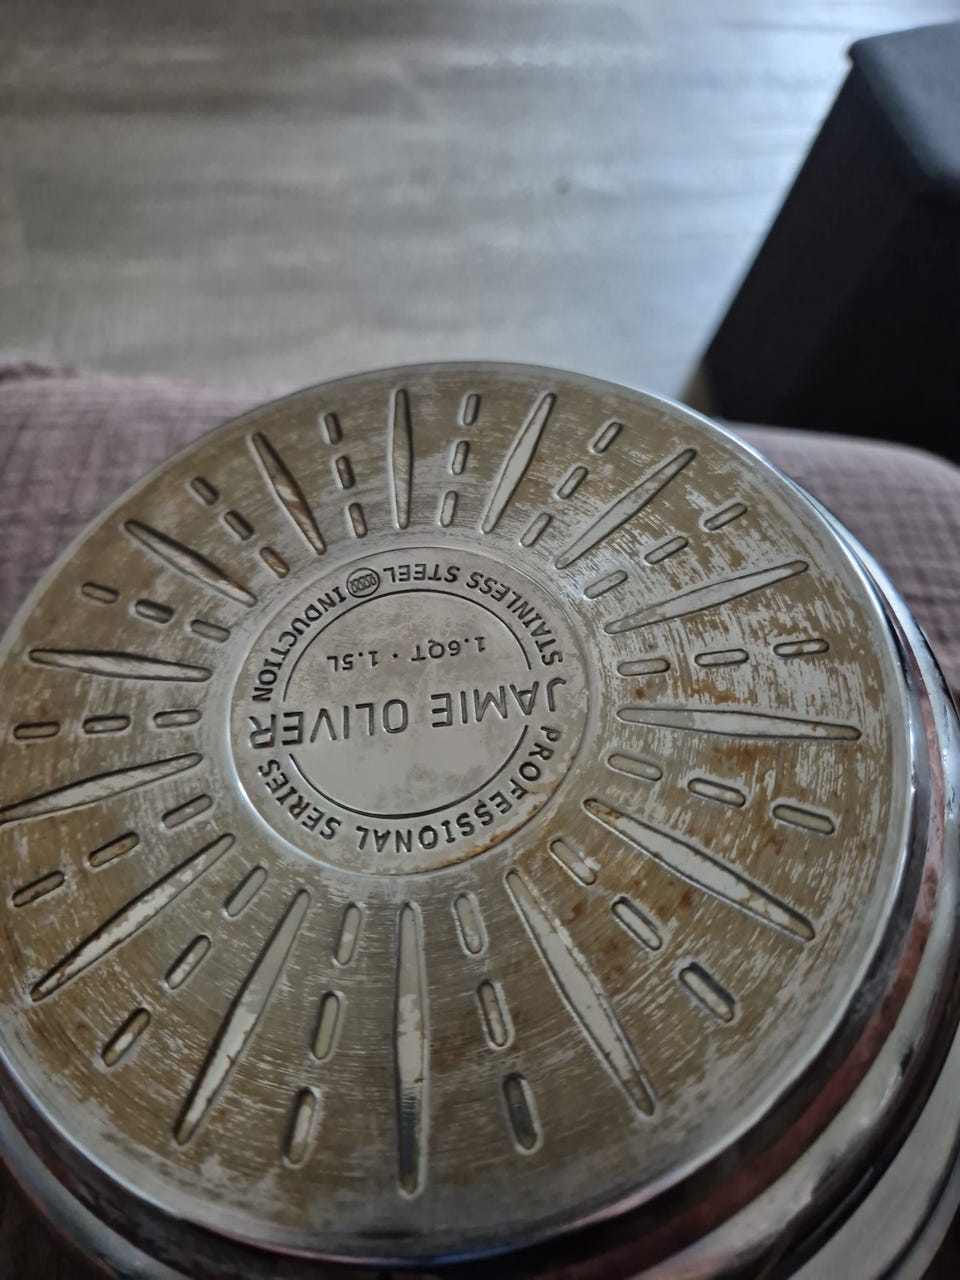 PROFESSIONAL SERIES
JAMIE OLIVER
1.6QT · 1.5L
STAINLESS STEEL
INDUCTION